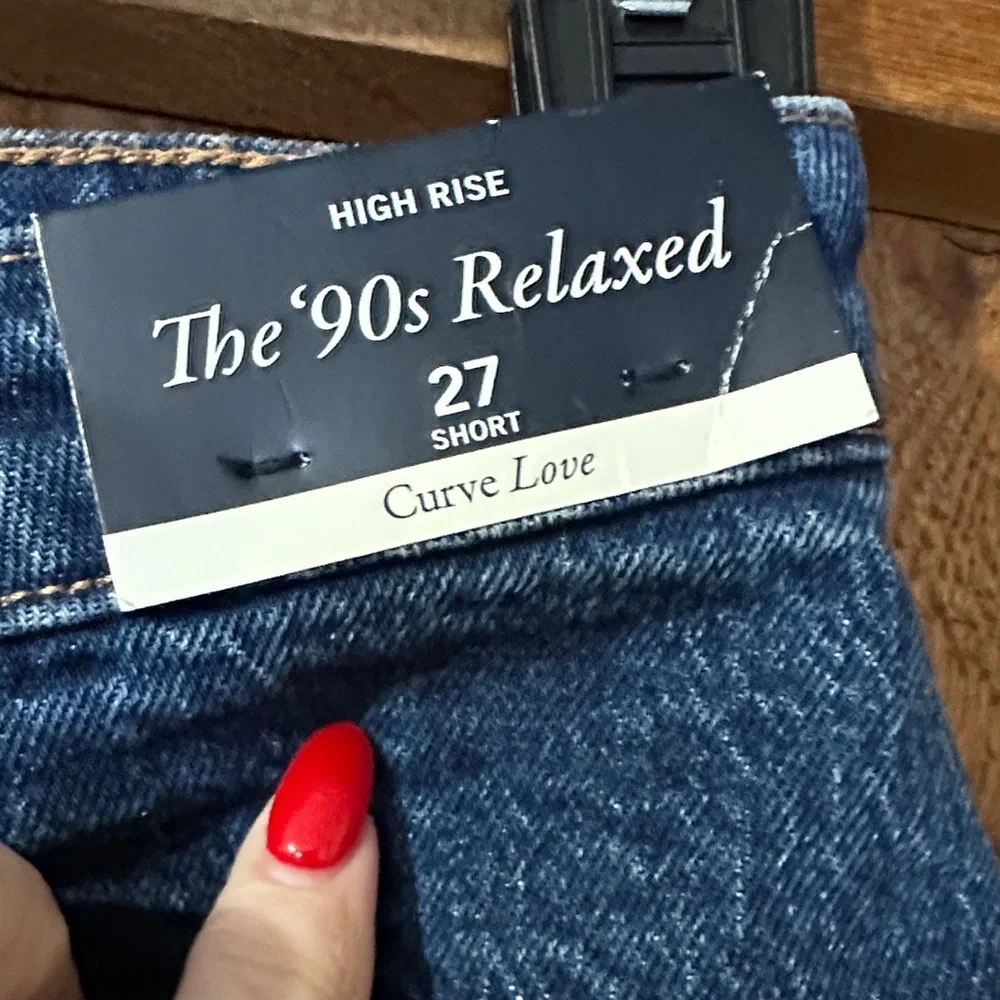 HIGH RISE
The ‘90s Relaxed
27
SHORT
Curve Love